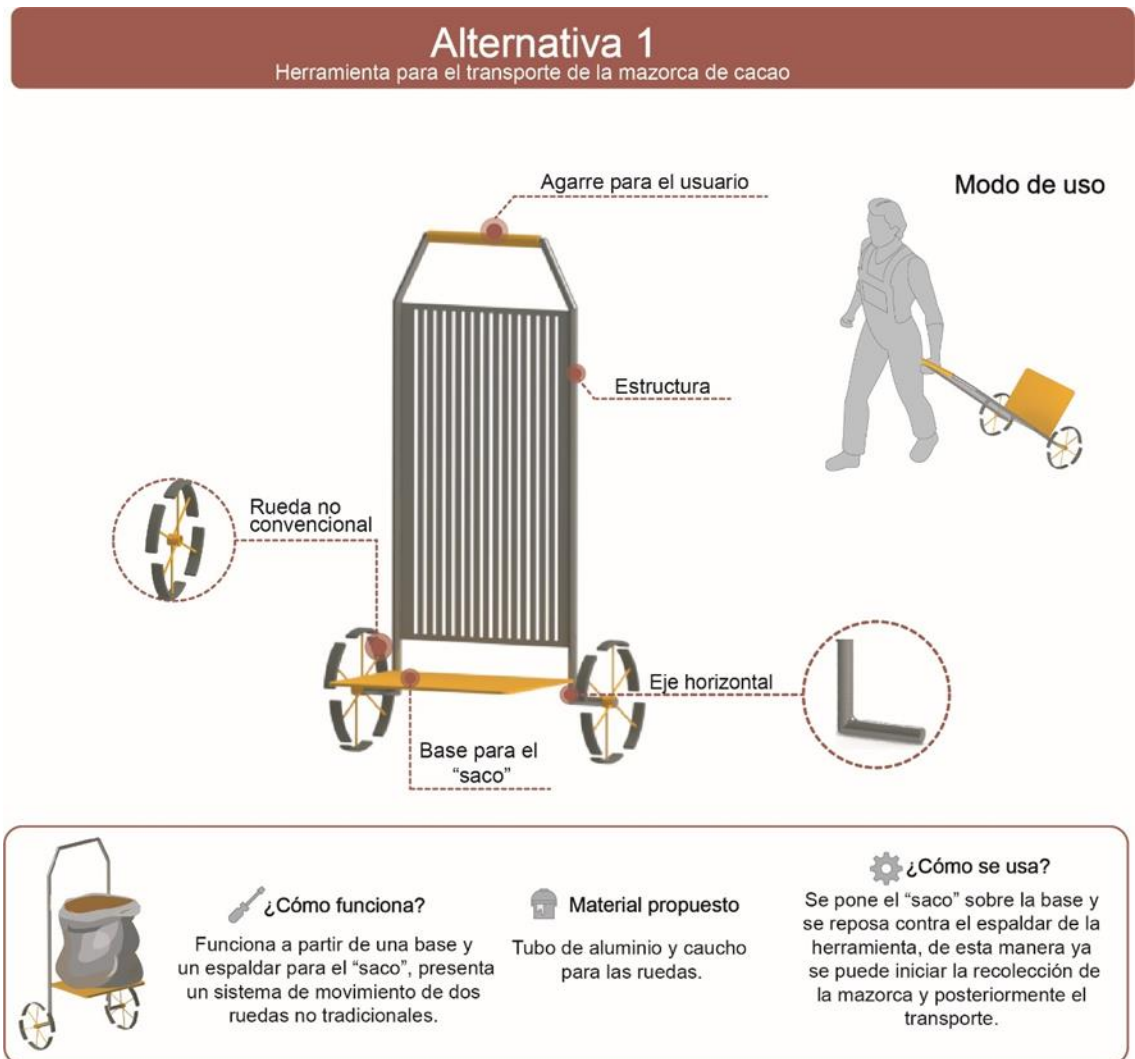 Alternativa 1
Herramienta para el transporte de la mazorca de cacao
Agarre para el usuario
Modo de uso
Estructura
Rueda no
convencional
Eje horizontal
Base para el
“saco”
¿Cómo funciona?
Funciona a partir de una base y
un espaldar para el “saco”, presenta
un sistema de movimiento de dos
ruedas no tradicionales.
Material propuesto
Tubo de aluminio y caucho
para las ruedas.
¿Cómo se usa?
Se pone el “saco” sobre la base y
se reposa contra el espaldar de la
herramienta, de esta manera ya
se puede iniciar la recolección de
la mazorca y posteriormente el
transporte.